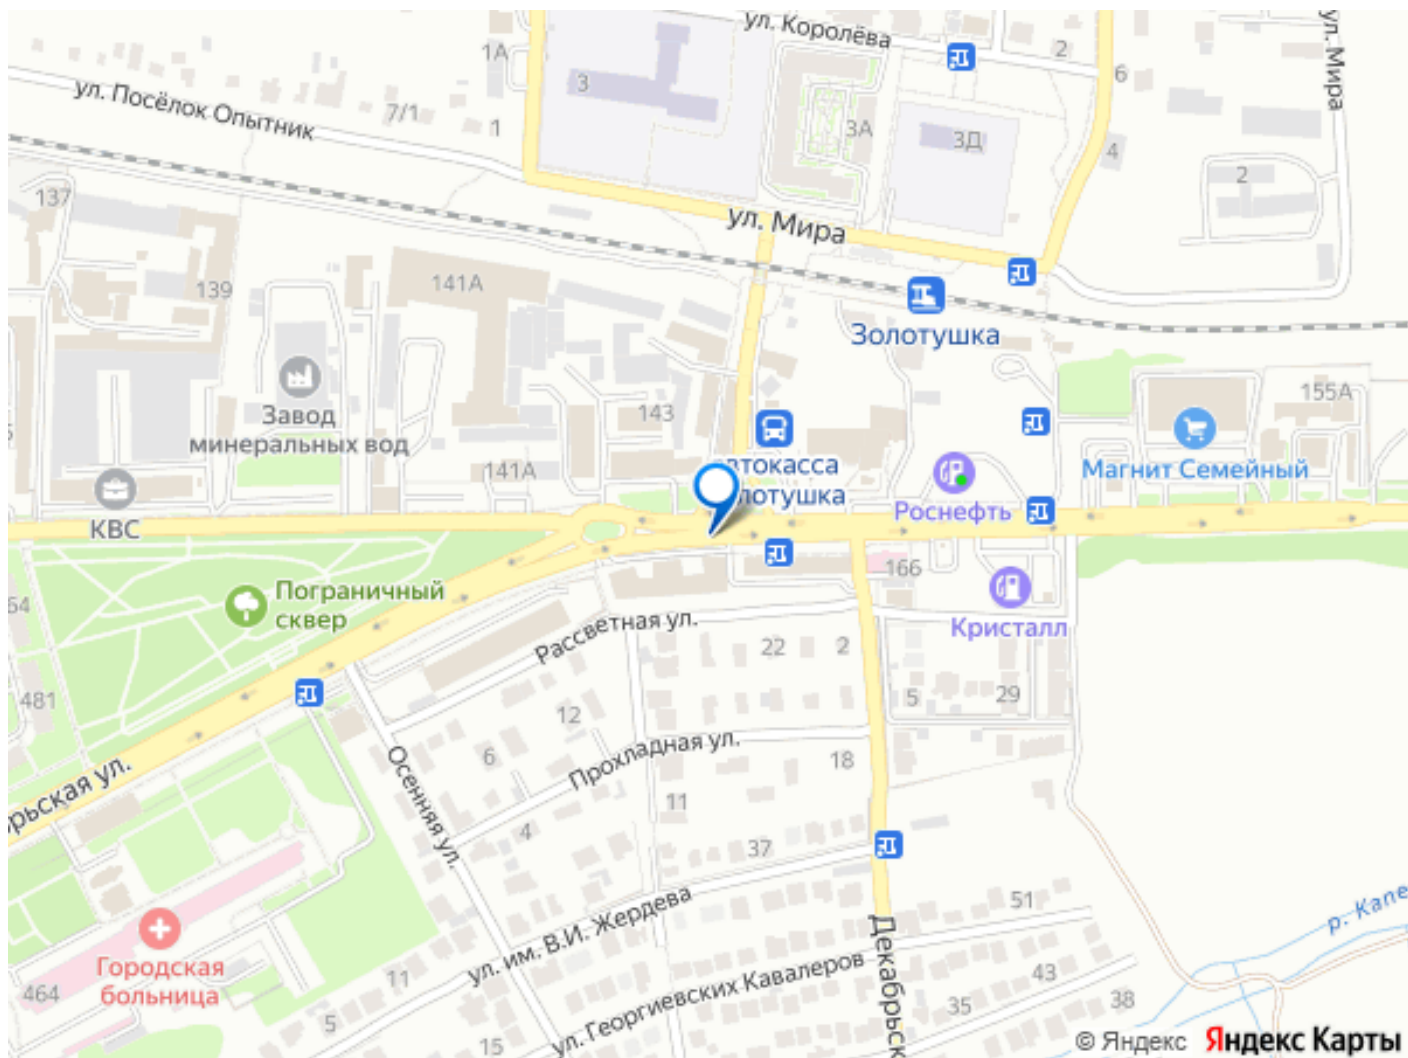 ул. Королёва
2
6
ул. Мира
1А
3
ул. Посёлок Опытник
7/1
1
3А
3Д
4
2
137
ул. Мира
139
141А
Золотушка
Завод
минеральных вод
143
155А
141А
автокасса
Золотушка
Магнит Семейный
КВС
Роснефть
166
Пограничный
сквер
Кристалл
64
Рассветная ул.
22
2
481
5
29
12
6
Прохладная ул.
18
Осенняя ул.
11
4
37
ул. им. В.И. Жердева
51
Городская
больница
464
11
ул. Георгиевских Кавалеров
43
35
38
5
15
© Яндекс Яндекс Карты